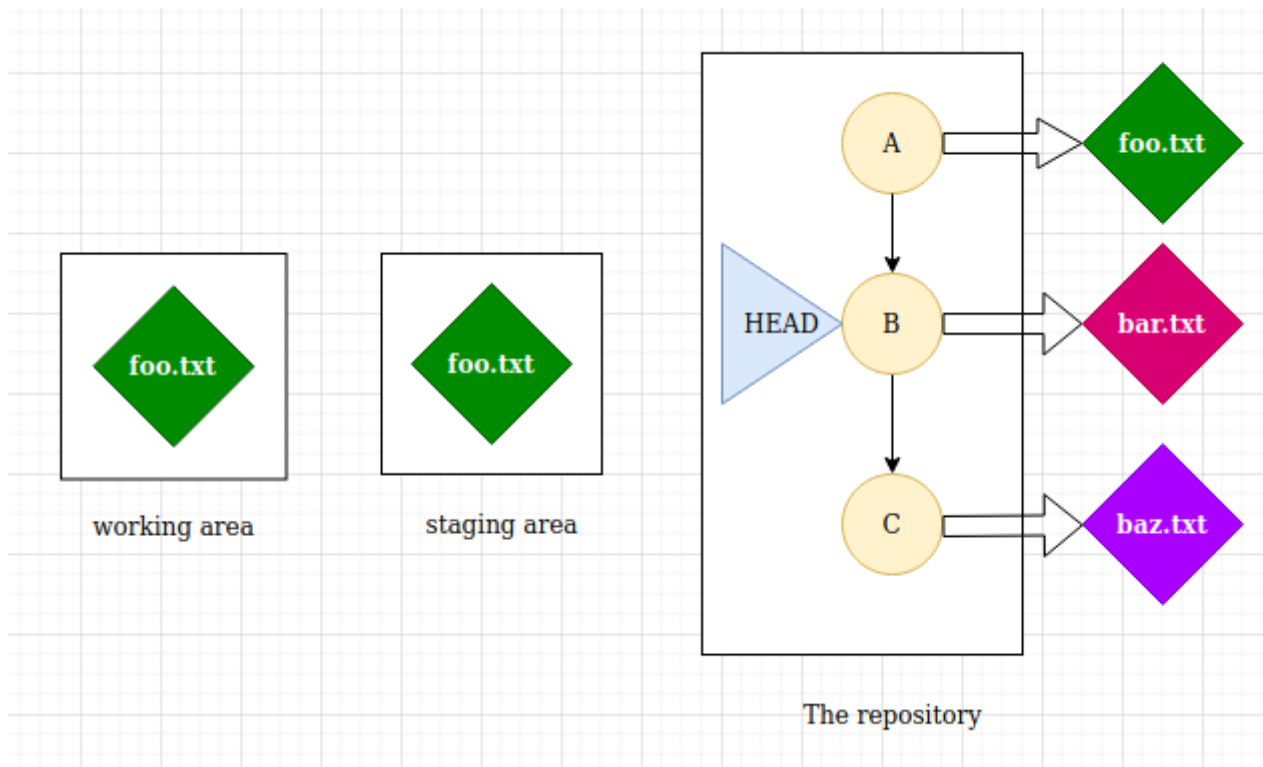 A
foo.txt
HEAD
B
bar.txt
foo.txt
foo.txt
C
baz.txt
working area
staging area
The repository